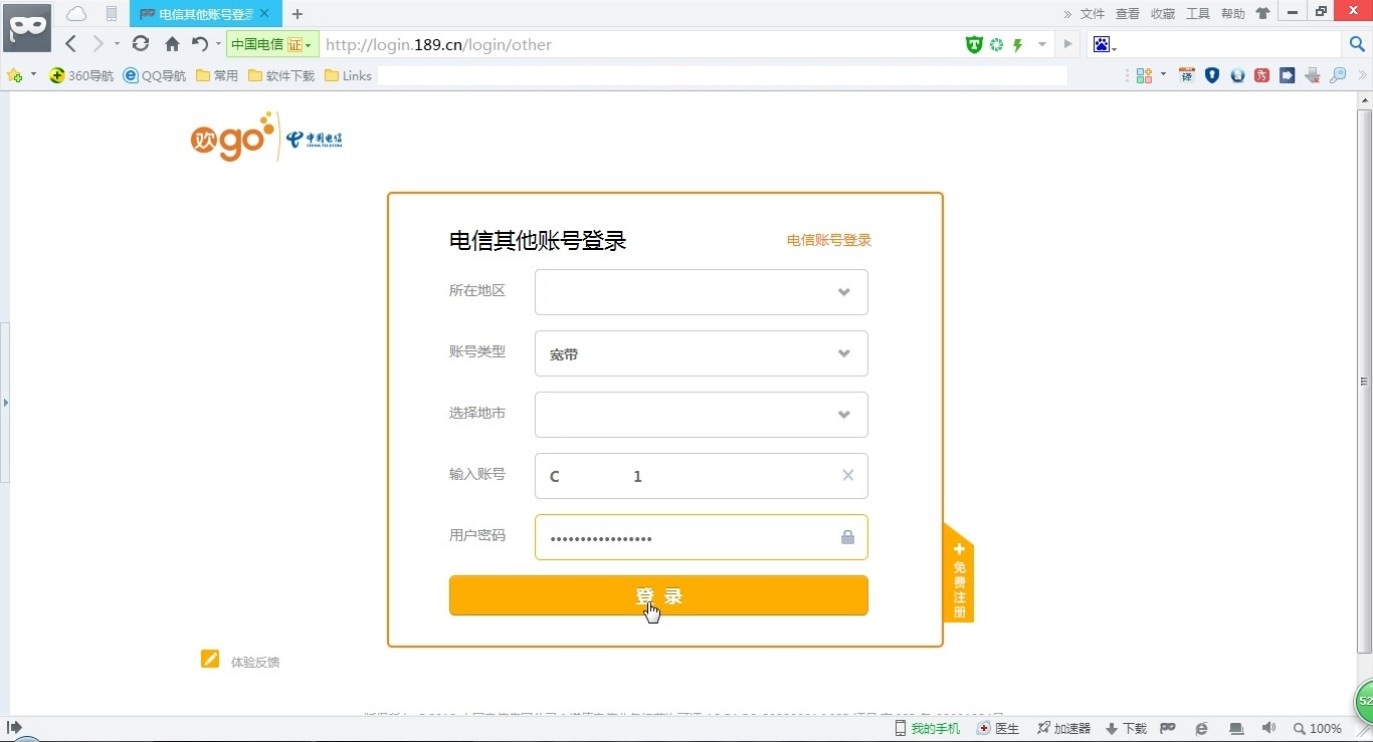 电信其他账号登录
文件 查看 收藏 工具 帮助
中国电信 证 http://login.189.cn/login/other
360导航 QQ导航 常用 软件下载 Links 译
欢go 中国电信
CHINA TELECOM
电信其他账号登录 电信账号登录
所在地区
账号类型 宽带
选择地市
输入账号 C 1
用户密码
登 录
免费注册
体验反馈
52
我的手机 医生 加速器 下载 100%